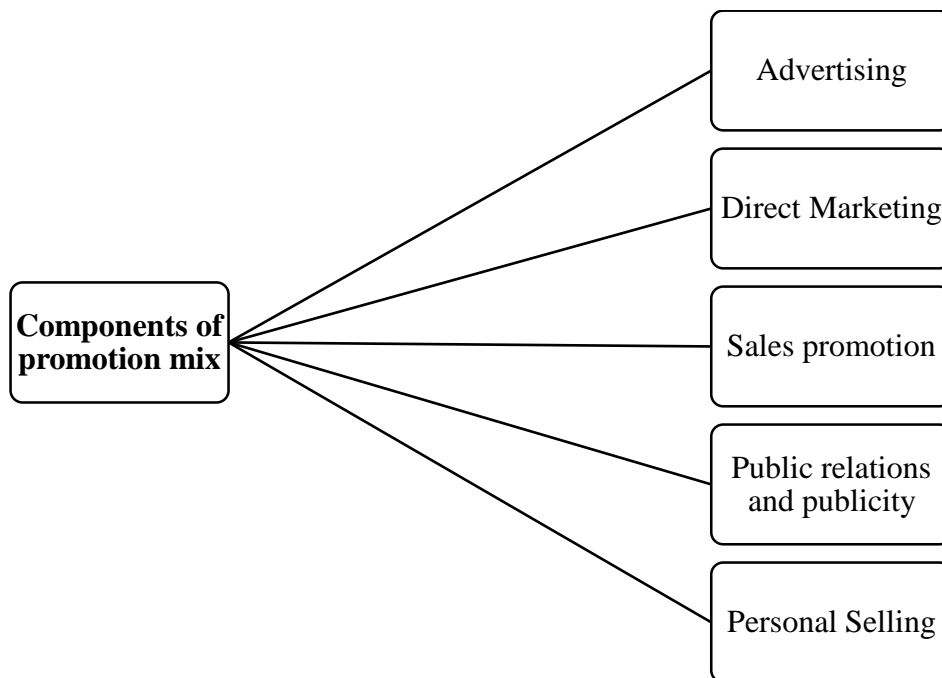 Advertising
Direct Marketing
Components of
promotion mix
Sales promotion
Public relations
and publicity
Personal Selling